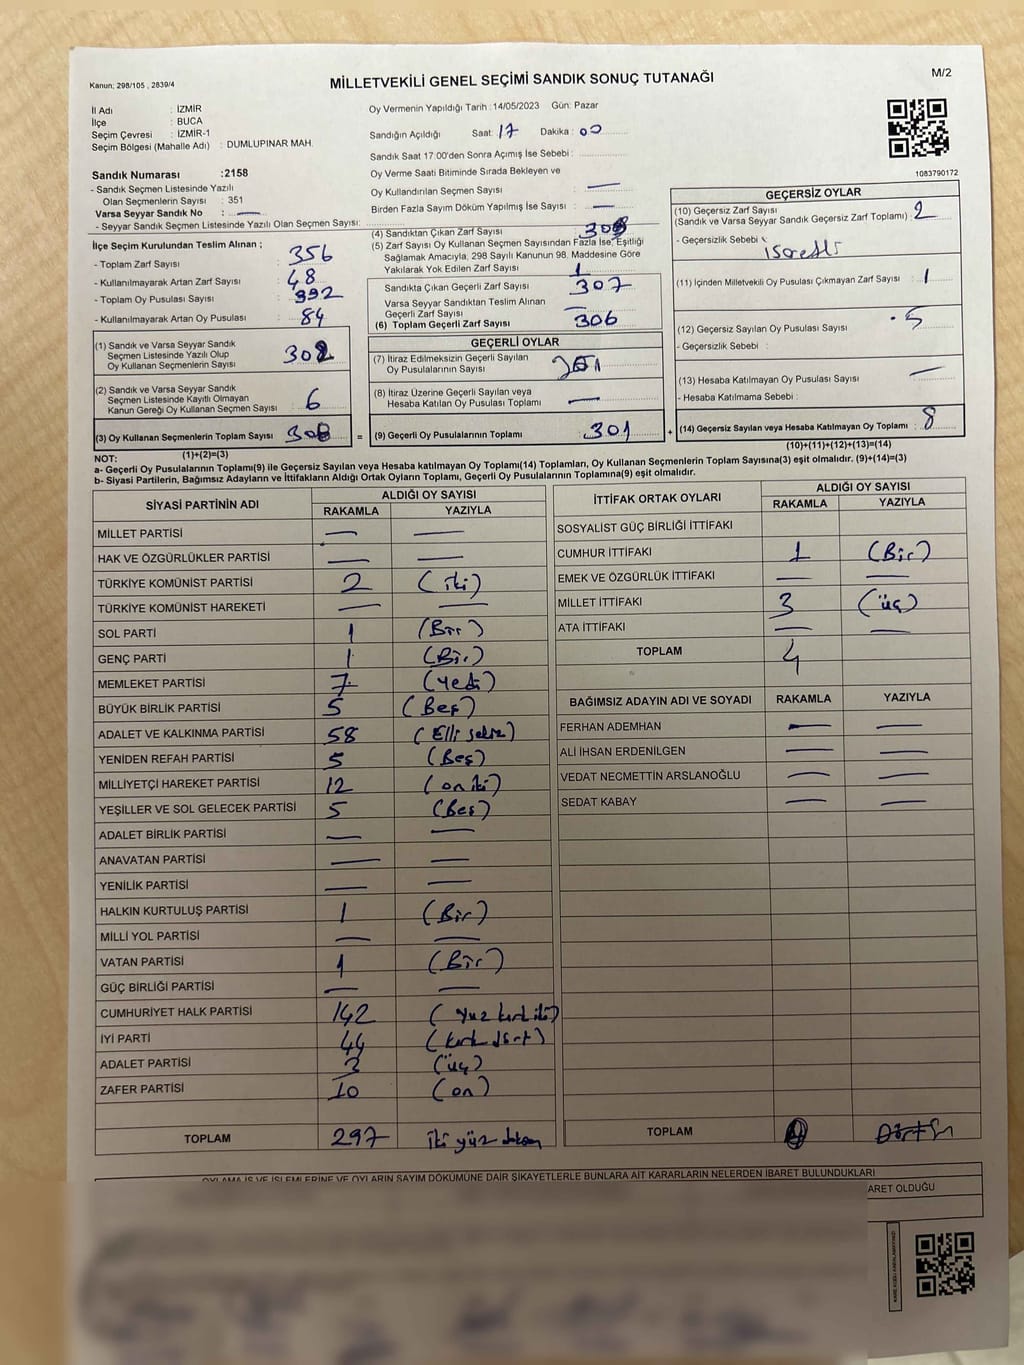 Kanun; 298/105 , 2839/4
MİLLETVEKİLİ GENEL SEÇİMİ SANDIK SONUÇ TUTANAĞI
M/2
İl Adı : İZMİR
İlçe : BUCA
Seçim Çevresi : İZMİR-1
Seçim Bölgesi (Mahalle Adı) : DUMLUPINAR MAH.
Sandık Numarası :2158
- Sandık Seçmen Listesinde Yazılı
Olan Seçmenlerin Sayısı : 351
Varsa Seyyar Sandık No : —
- Seyyar Sandık Seçmen Listesinde Yazılı Olan Seçmen Sayısı:
Oy Vermenin Yapıldığı Tarih :14/05/2023 Gün: Pazar
Sandığın Açıldığı Saat: 17 Dakika : 00
Sandık Saat 17.00'den Sonra Açımış İse Sebebi :
Oy Verme Saati Bitiminde Sırada Bekleyen ve
Oy Kullandırılan Seçmen Sayısı : —
Birden Fazla Sayım Döküm Yapılmış İse Sayısı : —
1083790172
İlçe Seçim Kurulundan Teslim Alınan ;
- Toplam Zarf Sayısı : 356
- Kullanılmayarak Artan Zarf Sayısı : 48
- Toplam Oy Pusulası Sayısı : 392
- Kullanılmayarak Artan Oy Pusulası : 84
(1) Sandık ve Varsa Seyyar Sandık
Seçmen Listesinde Yazılı Olup
Oy Kullanan Seçmenlerin Sayısı : 302
(2) Sandık ve Varsa Seyyar Sandık
Seçmen Listesinde Kayıtlı Olmayan
Kanun Gereği Oy Kullanan Seçmen Sayısı : 6
(3) Oy Kullanan Seçmenlerin Toplam Sayısı : 308
(1)+(2)=(3)
(4) Sandıktan Çıkan Zarf Sayısı : 308
(5) Zarf Sayısı Oy Kullanan Seçmen Sayısından Fazla İse, Eşitliği
Sağlamak Amacıyla, 298 Sayılı Kanunun 98. Maddesine Göre
Yakılarak Yok Edilen Zarf Sayısı : 1
Sandıkta Çıkan Geçerli Zarf Sayısı : 307
Varsa Seyyar Sandıktan Teslim Alınan
Geçerli Zarf Sayısı :
(6) Toplam Geçerli Zarf Sayısı : 306
GEÇERLİ OYLAR
(7) İtiraz Edilmeksizin Geçerli Sayılan
Oy Pusulalarının Sayısı :
(8) İtiraz Üzerine Geçerli Sayılan veya
Hesaba Katılan Oy Pusulası Toplamı : —
= (9) Geçerli Oy Pusulalarının Toplamı : 301
GEÇERSİZ OYLAR
(10) Geçersiz Zarf Sayısı
(Sandık ve Varsa Seyyar Sandık Geçersiz Zarf Toplamı) : 2
- Geçersizlik Sebebi :
(11) İçinden Milletvekili Oy Pusulası Çıkmayan Zarf Sayısı : 1
(12) Geçersiz Sayılan Oy Pusulası Sayısı : 5
- Geçersizlik Sebebi :
(13) Hesaba Katılmayan Oy Pusulası Sayısı : —
- Hesaba Katılmama Sebebi :
+ (14) Geçersiz Sayılan veya Hesaba Katılmayan Oy Toplamı : 8
(10)+(11)+(12)+(13)=(14)
NOT:
a- Geçerli Oy Pusulalarının Toplamı(9) ile Geçersiz Sayılan veya Hesaba katılmayan Oy Toplamı(14) Toplamları, Oy Kullanan Seçmenlerin Toplam Sayısına(3) eşit olmalıdır. (9)+(14)=(3)
b- Siyasi Partilerin, Bağımsız Adayların ve İttifakların Aldığı Ortak Oyların Toplamı, Geçerli Oy Pusulalarının Toplamına(9) eşit olmalıdır.
SİYASİ PARTİNİN ADI ALDIĞI OY SAYISI
RAKAMLA YAZIYLA
MİLLET PARTİSİ — —
HAK VE ÖZGÜRLÜKLER PARTİSİ — —
TÜRKİYE KOMÜNİST PARTİSİ 2 (iki)
TÜRKİYE KOMÜNİST HAREKETİ — —
SOL PARTİ 1 (Bir)
GENÇ PARTİ 1 (Bir)
MEMLEKET PARTİSİ 7 (Yedi)
BÜYÜK BİRLİK PARTİSİ 5 (Beş)
ADALET VE KALKINMA PARTİSİ 58 (Elli sekiz)
YENİDEN REFAH PARTİSİ 5 (Beş)
MİLLİYETÇİ HAREKET PARTİSİ 12 (on iki)
YEŞİLLER VE SOL GELECEK PARTİSİ 5 (Beş)
ADALET BİRLİK PARTİSİ — —
ANAVATAN PARTİSİ — —
YENİLİK PARTİSİ — —
HALKIN KURTULUŞ PARTİSİ 1 (Bir)
MİLLİ YOL PARTİSİ — —
VATAN PARTİSİ 1 (Bir)
GÜÇ BİRLİĞİ PARTİSİ — —
CUMHURİYET HALK PARTİSİ 142 (yüz kırk iki)
İYİ PARTİ 44 (kırk dört)
ADALET PARTİSİ 3 (üç)
ZAFER PARTİSİ 10 (on)
TOPLAM 297 iki yüz doksan
İTTİFAK ORTAK OYLARI ALDIĞI OY SAYISI
RAKAMLA YAZIYLA
SOSYALİST GÜÇ BİRLİĞİ İTTİFAKI
CUMHUR İTTİFAKI 1 (Bir)
EMEK VE ÖZGÜRLÜK İTTİFAKI — —
MİLLET İTTİFAKI 3 (üç)
ATA İTTİFAKI — —
TOPLAM 4
BAĞIMSIZ ADAYIN ADI VE SOYADI RAKAMLA YAZIYLA
FERHAN ADEMHAN — —
ALİ İHSAN ERDENİLGEN — —
VEDAT NECMETTİN ARSLANOĞLU — —
SEDAT KABAY — —
TOPLAM
OYLAMA İŞ VE İŞLEMLERİNE VE OYLARIN SAYIM DÖKÜMÜNE DAİR ŞİKAYETLERLE BUNLARA AİT KARARLARIN NELERDEN İBARET BULUNDUKLARI
ARET OLDUĞU